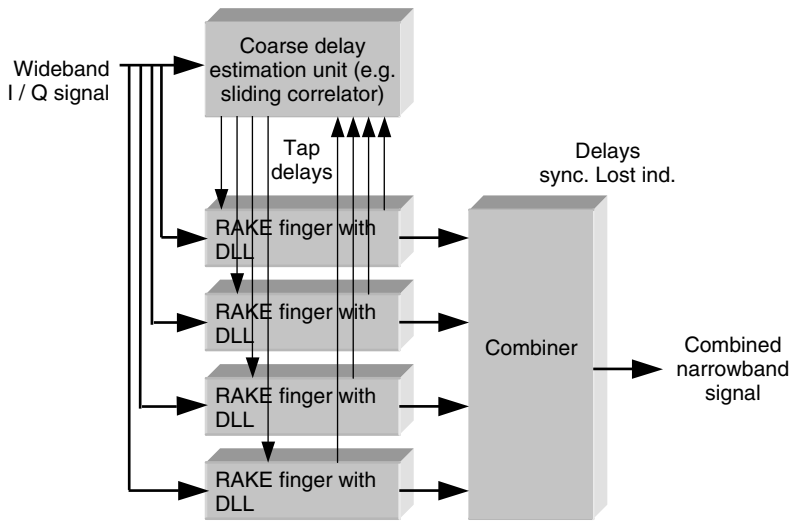 Wideband
I / Q signal
Coarse delay
estimation unit (e.g.
sliding correlator)
Tap
delays
Delays
sync. Lost ind.
RAKE finger with
DLL
RAKE finger with
DLL
RAKE finger with
DLL
RAKE finger with
DLL
Combiner
Combined
narrowband
signal